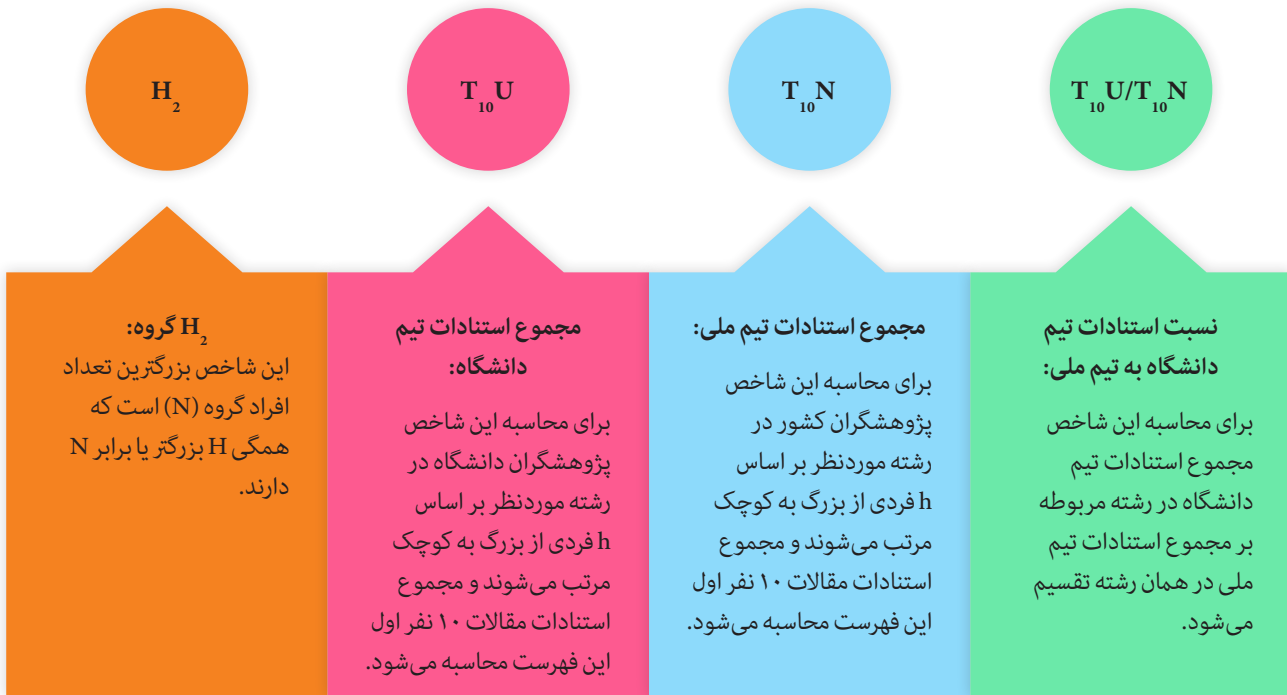 T₁₀U/T₁₀N
نسبت استنادات تیم
دانشگاه به تیم ملی:
برای محاسبه این شاخص
مجموع استنادات تیم
دانشگاه در رشته مربوطه
بر مجموع استنادات تیم
ملی در همان رشته تقسیم
می‌شود.
T₁₀N
مجموع استنادات تیم ملی:
برای محاسبه این شاخص
پژوهشگران کشور در
رشته موردنظر بر اساس
h فردی از بزرگ به کوچک
مرتب می‌شوند و مجموع
استنادات مقالات ۱۰ نفر اول
این فهرست محاسبه می‌شود.
T₁₀U
مجموع استنادات تیم
دانشگاه:
برای محاسبه این شاخص
پژوهشگران دانشگاه در
رشته موردنظر بر اساس
h فردی از بزرگ به کوچک
مرتب می‌شوند و مجموع
استنادات مقالات ۱۰ نفر اول
این فهرست محاسبه می‌شود.
H₂
H₂ گروه:
این شاخص بزرگترین تعداد
افراد گروه (N) است که
همگی H بزرگتر یا برابر N
دارند.